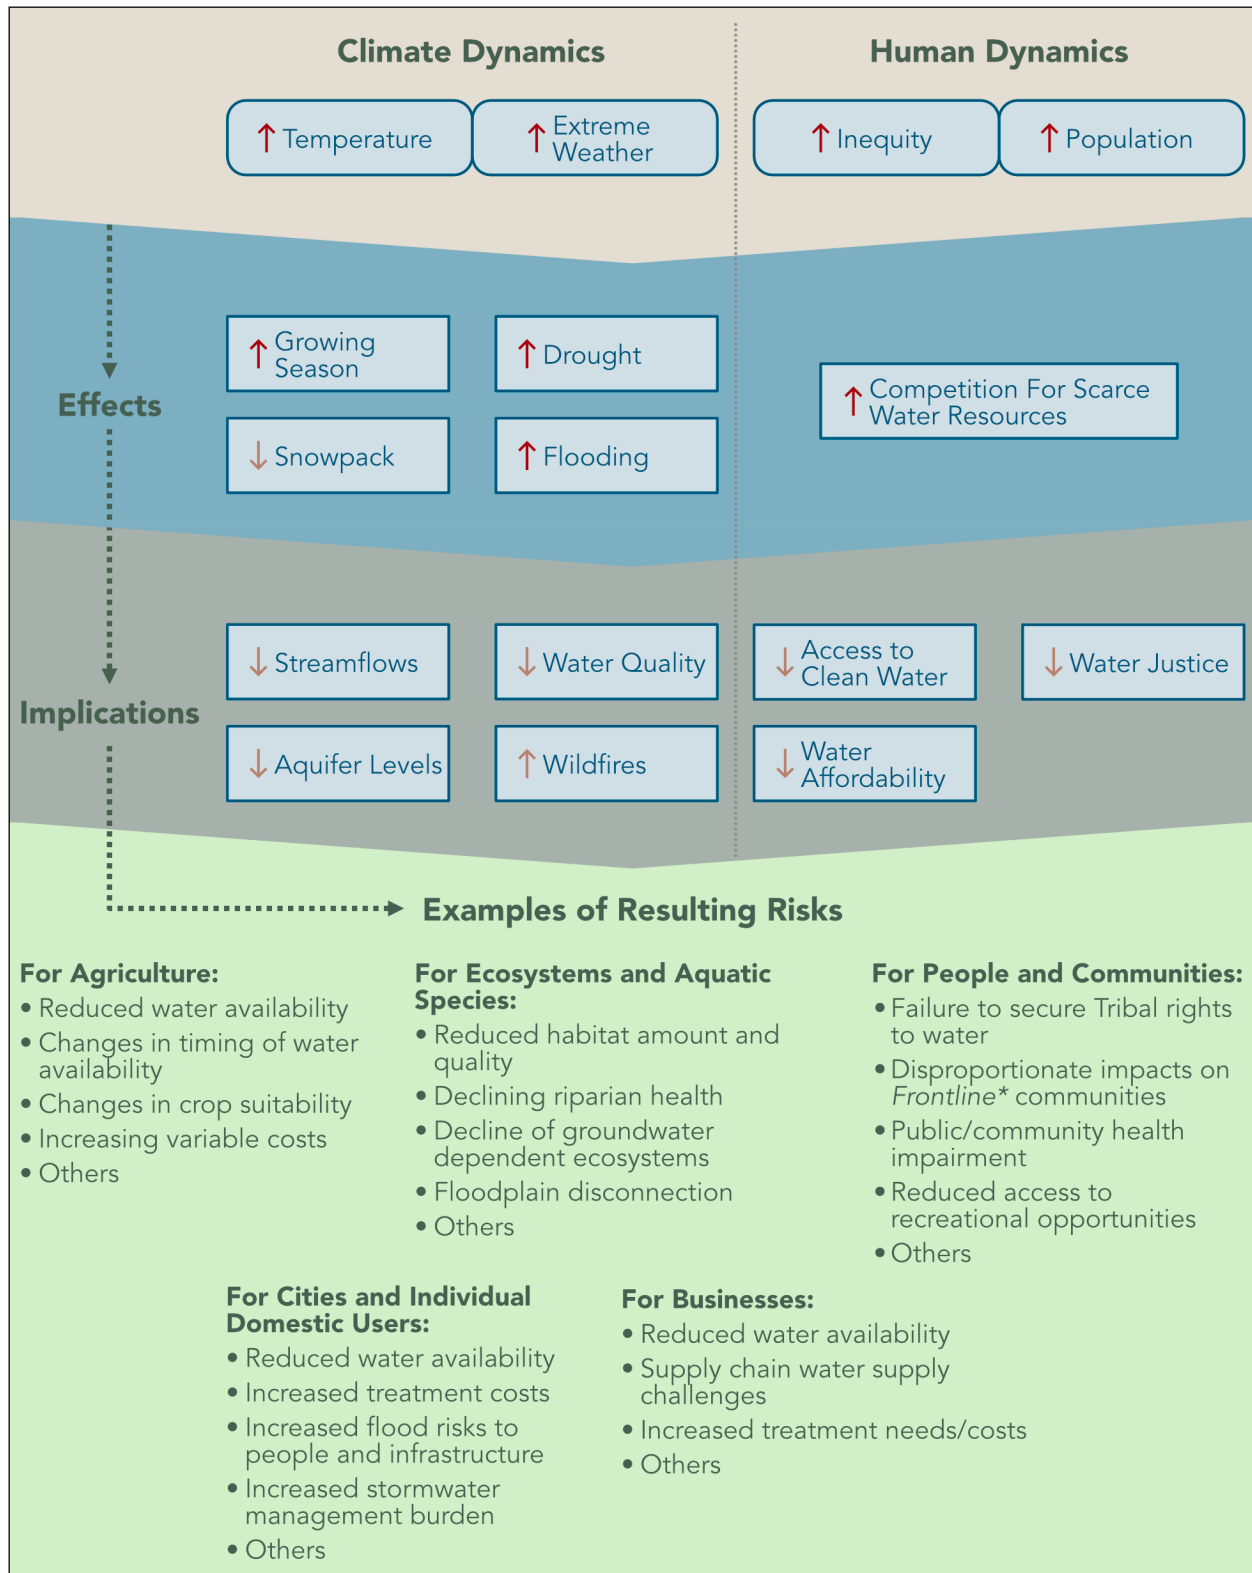 Climate Dynamics
Human Dynamics
↑ Temperature
↑ Extreme
Weather
↑ Inequity
↑ Population
Effects
↑ Growing
Season
↑ Drought
↓ Snowpack
↑ Flooding
↑ Competition For Scarce
Water Resources
Implications
↓ Streamflows
↓ Water Quality
↓ Aquifer Levels
↑ Wildfires
↓ Access to
Clean Water
↓ Water Justice
↓ Water
Affordability
Examples of Resulting Risks
For Agriculture:
• Reduced water availability
• Changes in timing of water
availability
• Changes in crop suitability
• Increasing variable costs
• Others
For Ecosystems and Aquatic
Species:
• Reduced habitat amount and
quality
• Declining riparian health
• Decline of groundwater
dependent ecosystems
• Floodplain disconnection
• Others
For People and Communities:
• Failure to secure Tribal rights
to water
• Disproportionate impacts on
Frontline* communities
• Public/community health
impairment
• Reduced access to
recreational opportunities
• Others
For Cities and Individual
Domestic Users:
• Reduced water availability
• Increased treatment costs
• Increased flood risks to
people and infrastructure
• Increased stormwater
management burden
• Others
For Businesses:
• Reduced water availability
• Supply chain water supply
challenges
• Increased treatment needs/costs
• Others